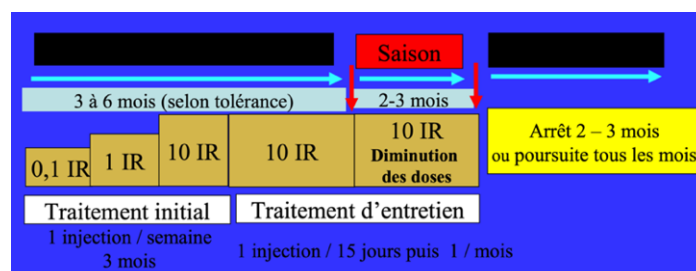 Saison
3 à 6 mois (selon tolérance)
2-3 mois
0,1 IR
1 IR
10 IR
10 IR
10 IR
Diminution
des doses
Arrêt 2 – 3 mois
ou poursuite tous les mois
Traitement initial
Traitement d'entretien
1 injection / semaine
3 mois
1 injection / 15 jours puis 1 / mois